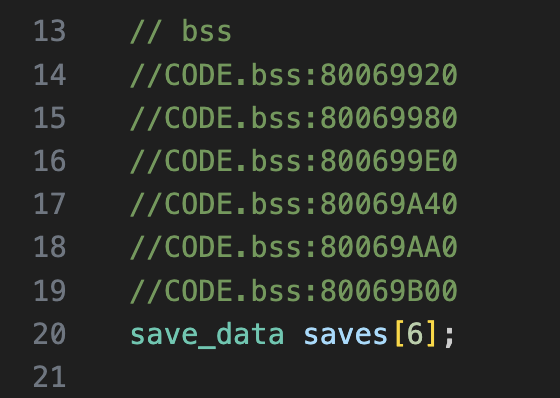 13 // bss
14 //CODE.bss:80069920
15 //CODE.bss:80069980
16 //CODE.bss:800699E0
17 //CODE.bss:80069A40
18 //CODE.bss:80069AA0
19 //CODE.bss:80069B00
20 save_data saves[6];
21